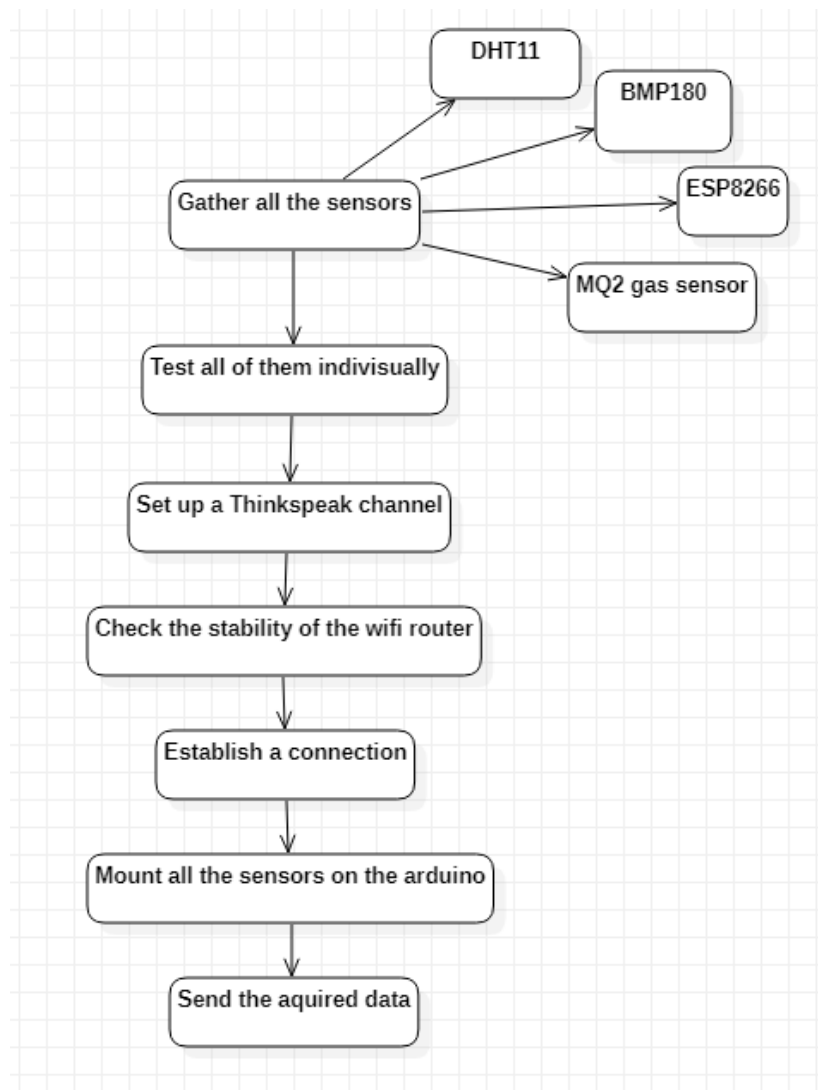 DHT11
BMP180
ESP8266
Gather all the sensors
MQ2 gas sensor
Test all of them indivisually
Set up a Thinkspeak channel
Check the stability of the wifi router
Establish a connection
Mount all the sensors on the arduino
Send the aquired data